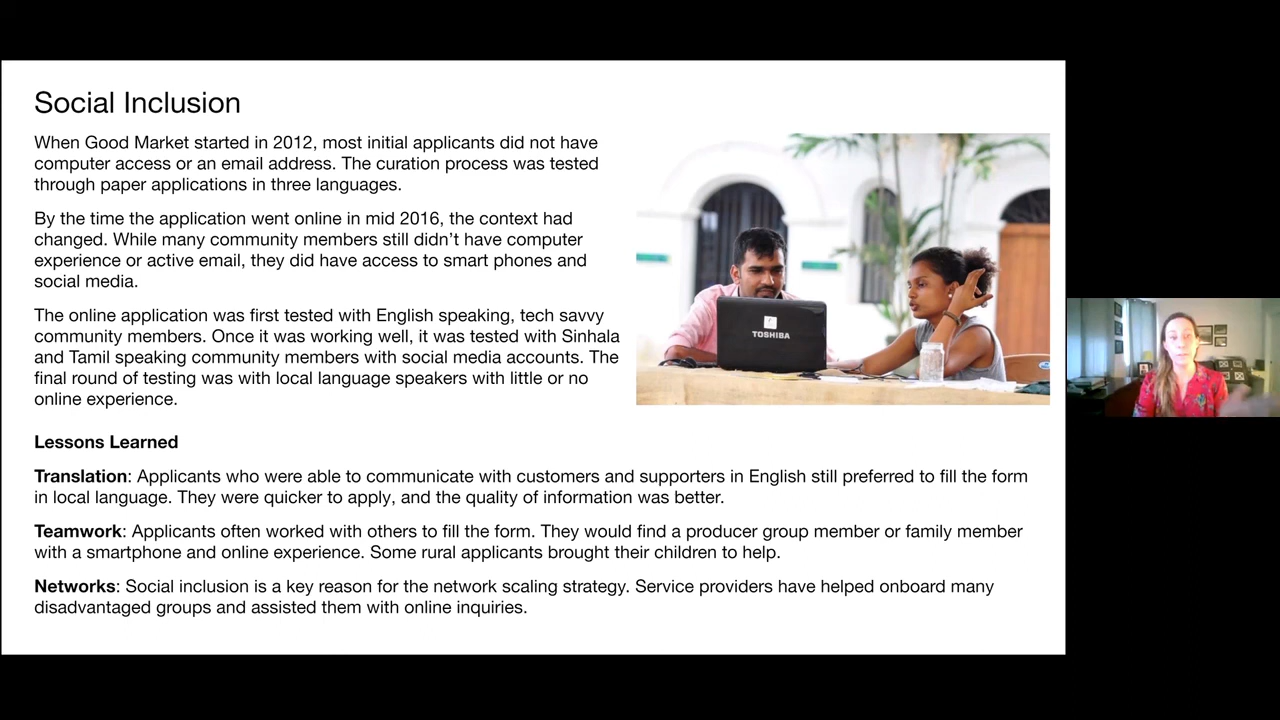 Social Inclusion
When Good Market started in 2012, most initial applicants did not have
computer access or an email address. The curation process was tested
through paper applications in three languages.
By the time the application went online in mid 2016, the context had
changed. While many community members still didn’t have computer
experience or active email, they did have access to smart phones and
social media.
The online application was first tested with English speaking, tech savvy
community members. Once it was working well, it was tested with Sinhala
and Tamil speaking community members with social media accounts. The
final round of testing was with local language speakers with little or no
online experience.
TOSHIBA
Lessons Learned
Translation: Applicants who were able to communicate with customers and supporters in English still preferred to fill the form
in local language. They were quicker to apply, and the quality of information was better.
Teamwork: Applicants often worked with others to fill the form. They would find a producer group member or family member
with a smartphone and online experience. Some rural applicants brought their children to help.
Networks: Social inclusion is a key reason for the network scaling strategy. Service providers have helped onboard many
disadvantaged groups and assisted them with online inquiries.